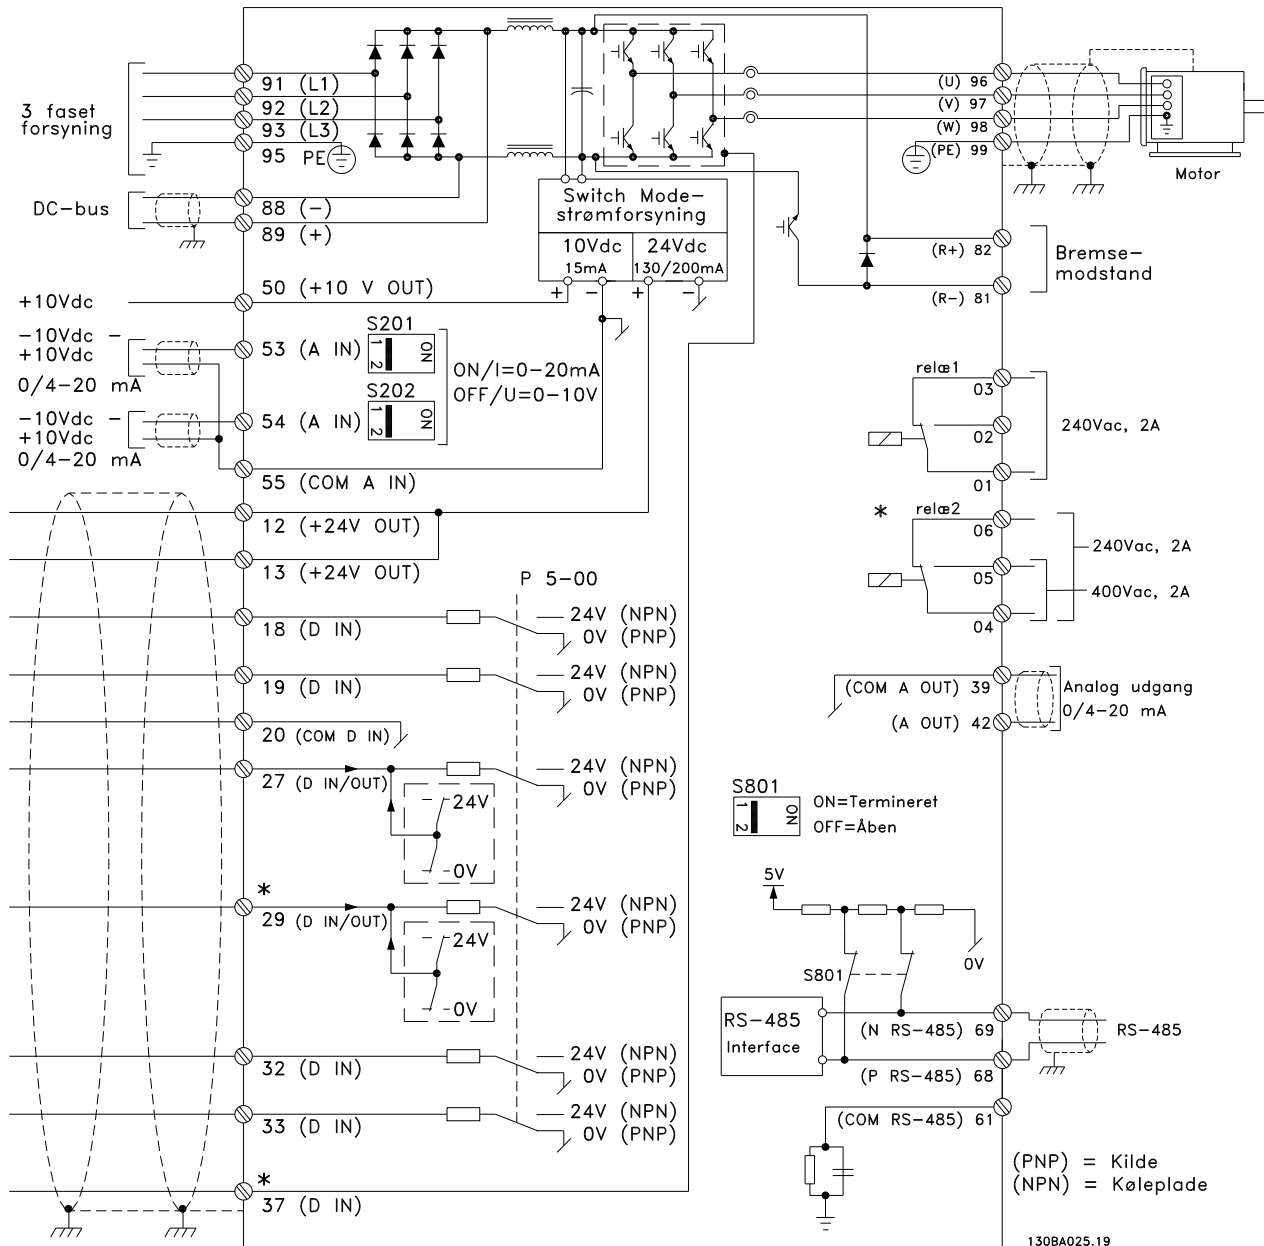 3 faset
forsyning
91 (L1)
92 (L2)
93 (L3)
95 PE
DC-bus
88 (-)
89 (+)
Switch Mode-
strømforsyning
10Vdc
15mA
24Vdc
130/200mA
+ - + -
(U) 96
(V) 97
(W) 98
(PE) 99
Motor
(R+) 82
(R-) 81
Bremse-
modstand
+10Vdc
50 (+10 V OUT)
-10Vdc -
+10Vdc
0/4-20 mA
53 (A IN)
S201
1 2 ON
-10Vdc -
+10Vdc
0/4-20 mA
54 (A IN)
S202
1 2 ON
ON/I=0-20mA
OFF/U=0-10V
55 (COM A IN)
12 (+24V OUT)
13 (+24V OUT)
relæ1
03
02
01
240Vac, 2A
*
relæ2
06
05
04
240Vac, 2A
400Vac, 2A
P 5-00
18 (D IN)
24V (NPN)
0V (PNP)
19 (D IN)
24V (NPN)
0V (PNP)
20 (COM D IN)
27 (D IN/OUT)
24V (NPN)
0V (PNP)
24V
0V
*
29 (D IN/OUT)
24V (NPN)
0V (PNP)
24V
0V
32 (D IN)
24V (NPN)
0V (PNP)
33 (D IN)
24V (NPN)
0V (PNP)
*
37 (D IN)
(COM A OUT) 39
(A OUT) 42
Analog udgang
0/4-20 mA
S801
1 2 ON
ON=Termineret
OFF=Åben
5V
0V
S801
RS-485
Interface
(N RS-485) 69
(P RS-485) 68
RS-485
(COM RS-485) 61
(PNP) = Kilde
(NPN) = Køleplade
130BA025.19